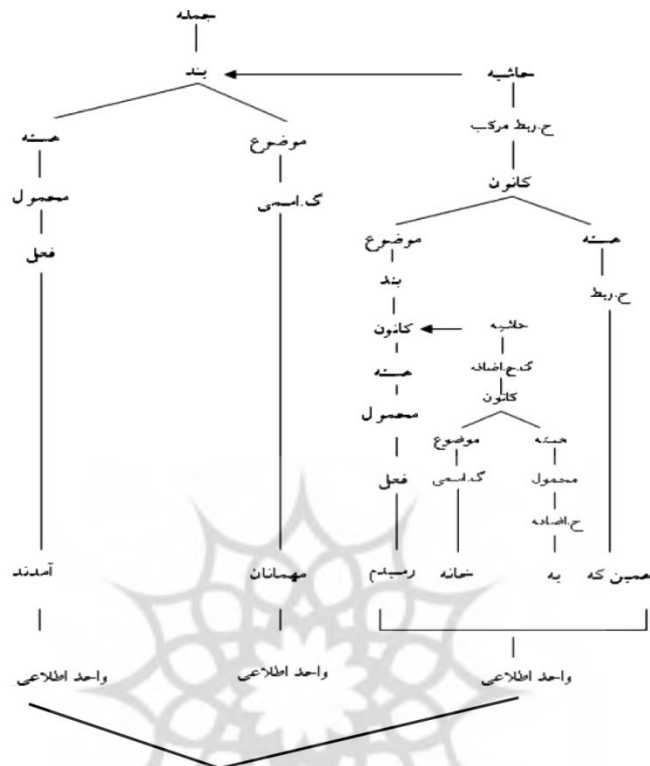 جمله
حاشیه بند
ح.ربط مرکب
موضوع هسته
کانون
گ.اسمی محمول
هسته موضوع
فعل
بند
ح.ربط
حاشیه کانون
گ.ح.اضافه
هسته
کانون
محمول
هسته موضوع
محمول گ.اسمی فعل
ح.اضافه
همین که به خانه رسیدم مهمانان آمدند
واحد اطلاعی واحد اطلاعی واحد اطلاعی